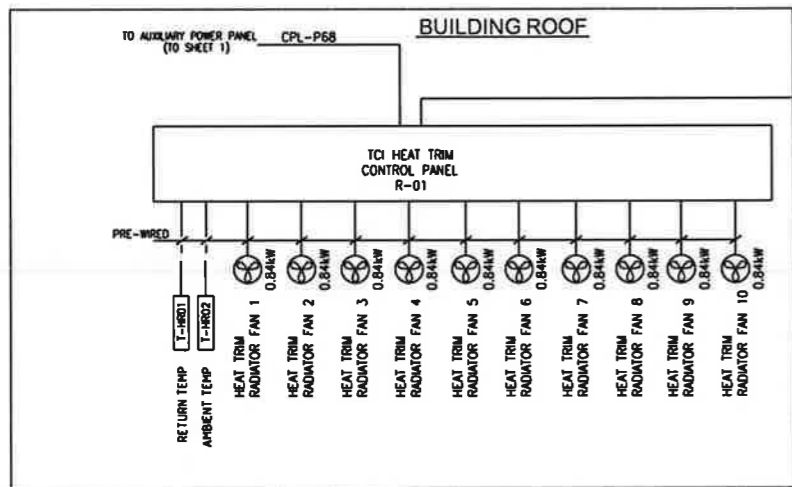 BUILDING ROOF
TO AUXILIARY POWER PANEL
(TO SHEET 1)
CPL-P68
TCI HEAT TRIM
CONTROL PANEL
R-01
PRE-WIRED
T-HR01
T-HR02
0.84kW
0.84kW
0.84kW
0.84kW
0.84kW
0.84kW
0.84kW
0.84kW
0.84kW
0.84kW
RETURN TEMP
AMBIENT TEMP
HEAT TRIM
RADIATOR FAN 1
HEAT TRIM
RADIATOR FAN 2
HEAT TRIM
RADIATOR FAN 3
HEAT TRIM
RADIATOR FAN 4
HEAT TRIM
RADIATOR FAN 5
HEAT TRIM
RADIATOR FAN 6
HEAT TRIM
RADIATOR FAN 7
HEAT TRIM
RADIATOR FAN 8
HEAT TRIM
RADIATOR FAN 9
HEAT TRIM
RADIATOR FAN 10